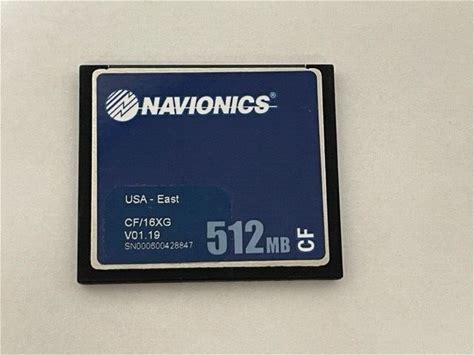 NAVIONICS®
USA - East
CF/16XG
V01.19
SN000600428847
512MB
CF